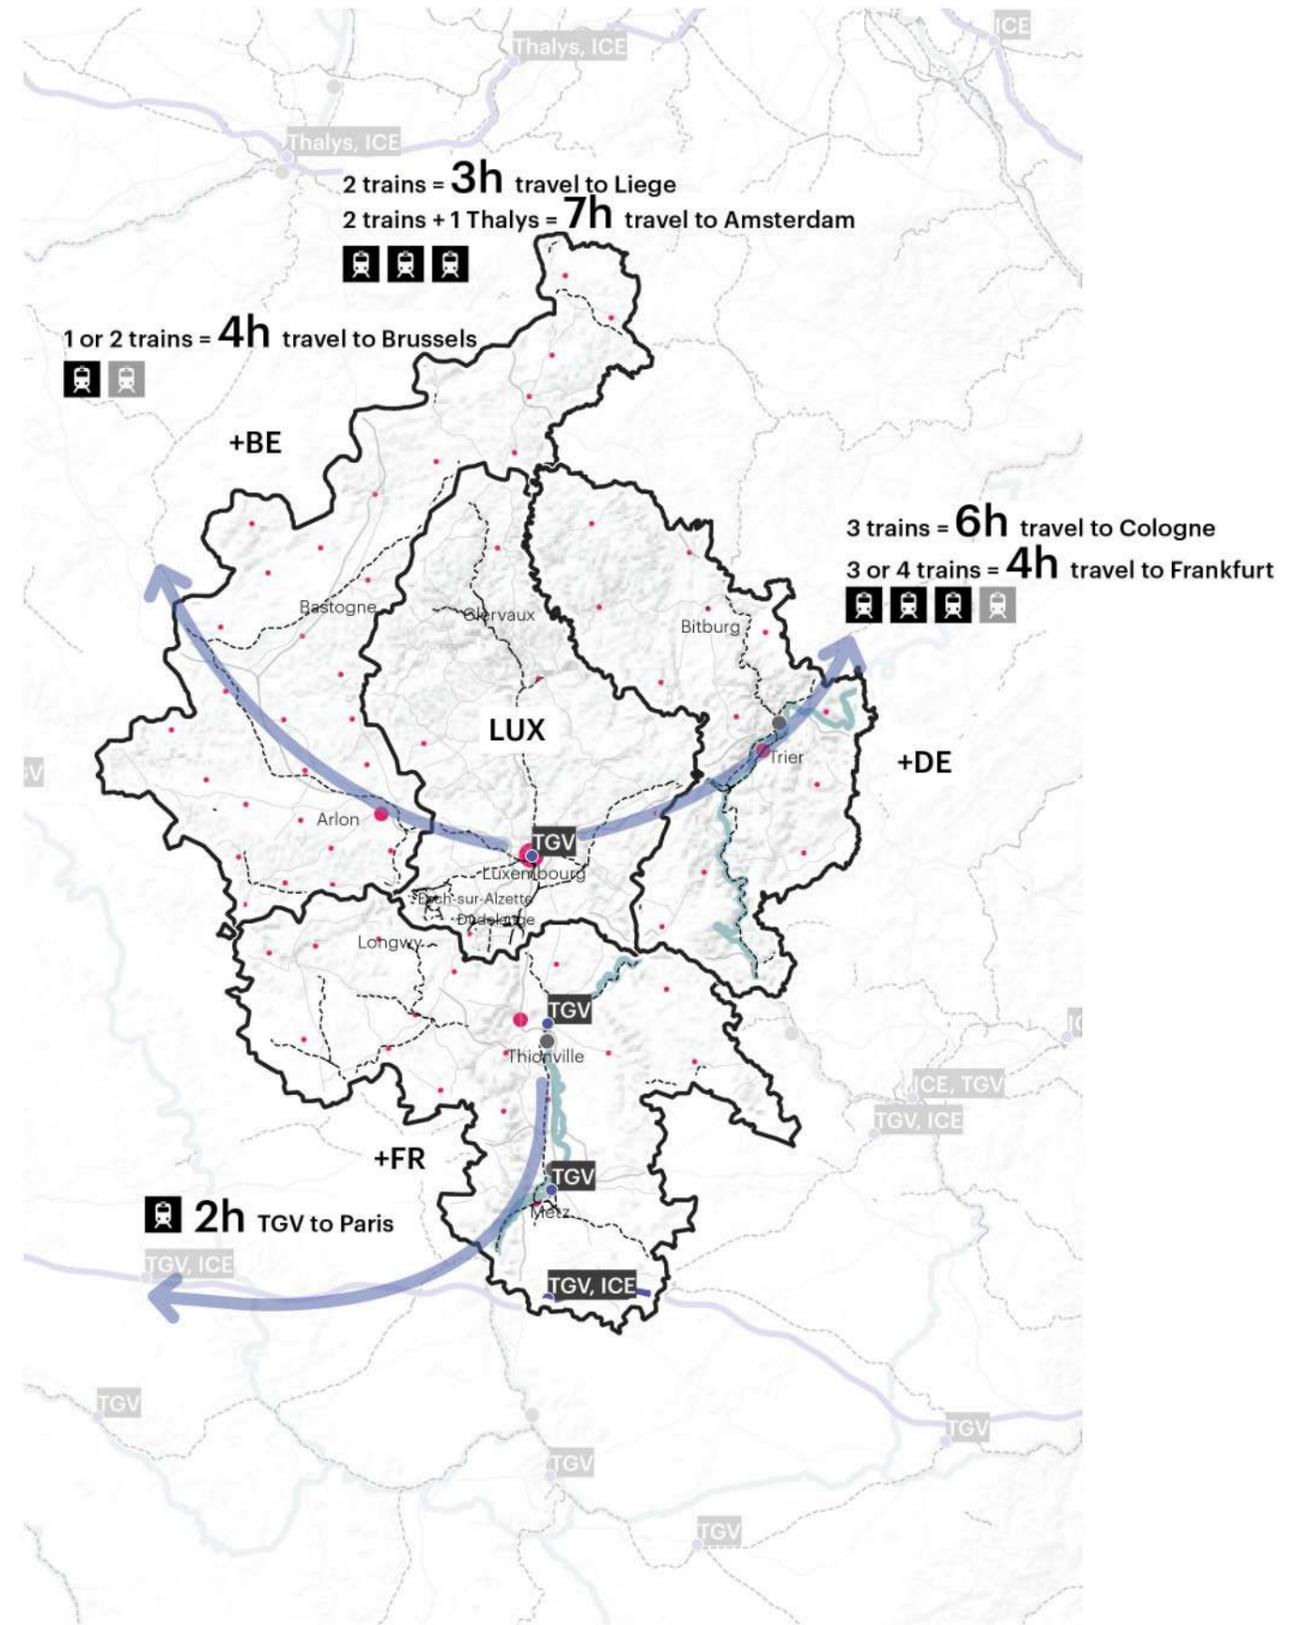 ICE
Thalys, ICE
Thalys, ICE
2 trains = 3h travel to Liege
2 trains + 1 Thalys = 7h travel to Amsterdam
1 or 2 trains = 4h travel to Brussels
+BE
3 trains = 6h travel to Cologne
3 or 4 trains = 4h travel to Frankfurt
Bastogne
Clervaux
Bitburg
LUX
Trier
+DE
Arlon
TGV
Luxembourg
Esch-sur-Alzette
Dudelange
Longwy
TGV
Thionville
ICE, TGV
TGV, ICE
+FR
TGV
2h TGV to Paris
Metz
TGV, ICE
TGV, ICE
TGV
TGV
TGV
TGV